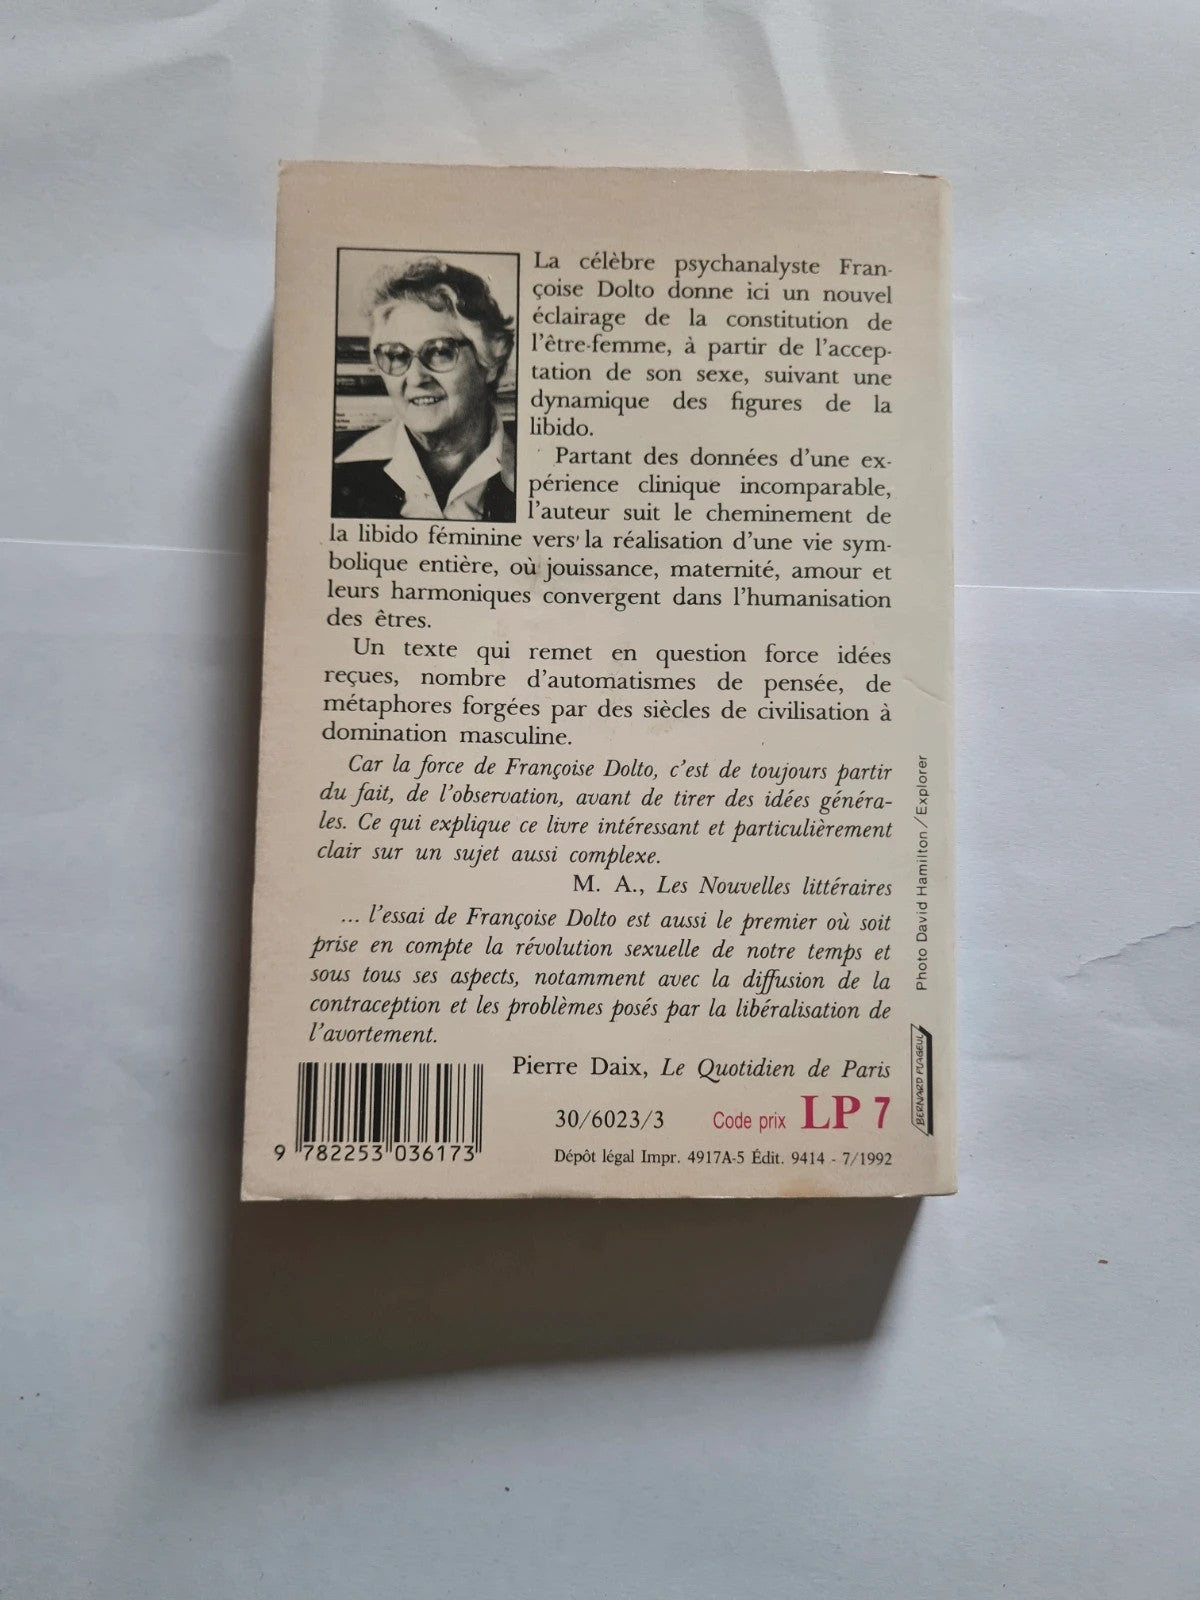 La célèbre psychanalyste Fran-
çoise Dolto donne ici un nouvel
éclairage de la constitution de
l'être-femme, à partir de l'accep-
tation de son sexe, suivant une
dynamique des figures de la
libido.
Partant des données d'une ex-
périence clinique incomparable,
l'auteur suit le cheminement de
la libido féminine vers la réalisation d'une vie sym-
bolique entière, où jouissance, maternité, amour et
leurs harmoniques convergent dans l'humanisation
des êtres.
Un texte qui remet en question force idées
reçues, nombre d'automatismes de pensée, de
métaphores forgées par des siècles de civilisation à
domination masculine.
Car la force de Françoise Dolto, c'est de toujours partir
du fait, de l'observation, avant de tirer des idées généra-
les. Ce qui explique ce livre intéressant et particulièrement
clair sur un sujet aussi complexe.
M. A., Les Nouvelles littéraires
... l'essai de Françoise Dolto est aussi le premier où soit
prise en compte la révolution sexuelle de notre temps et
sous tous ses aspects, notamment avec la diffusion de la
contraception et les problèmes posés par la libéralisation de
l'avortement.
Pierre Daix, Le Quotidien de Paris
30/6023/3 Code prix LP 7
9 782253 036173
Dépôt légal Impr. 4917A-5 Édit. 9414 - 7/1992
Photo David Hamilton / Explorer
BERNARD FLAGEUL